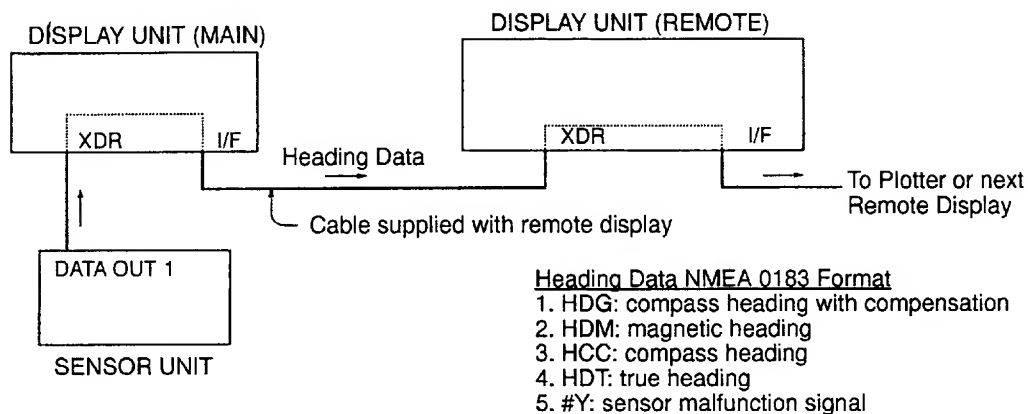 DISPLAY UNIT (MAIN)
DISPLAY UNIT (REMOTE)
XDR
I/F
XDR
I/F
Heading Data
To Plotter or next
Remote Display
Cable supplied with remote display
DATA OUT 1
SENSOR UNIT
Heading Data NMEA 0183 Format
1. HDG: compass heading with compensation
2. HDM: magnetic heading
3. HCC: compass heading
4. HDT: true heading
5. #Y: sensor malfunction signal